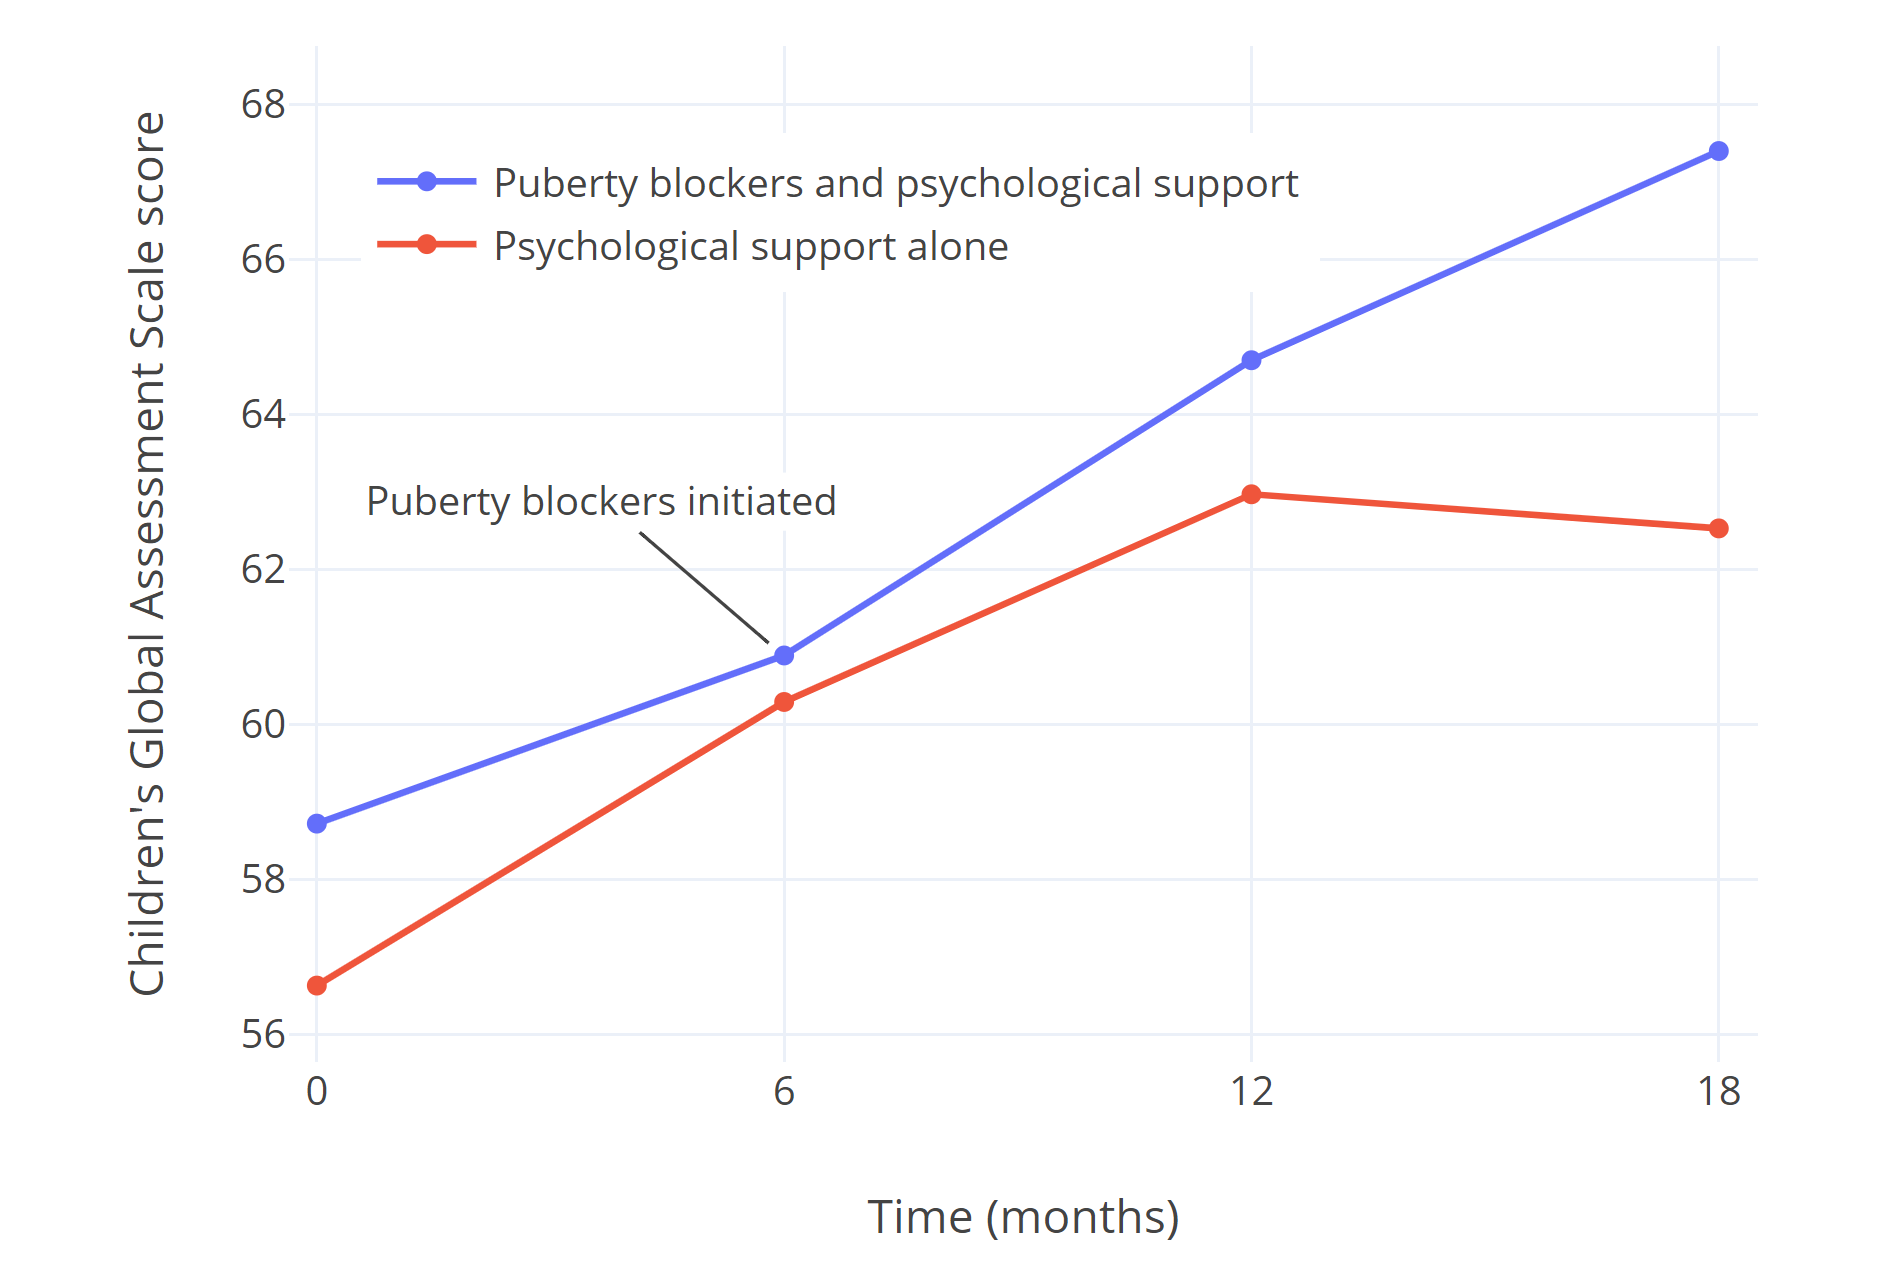 Children's Global Assessment Scale score
68
66
64
62
60
58
56
Puberty blockers and psychological support
Psychological support alone
Puberty blockers initiated
0
6
12
18
Time (months)